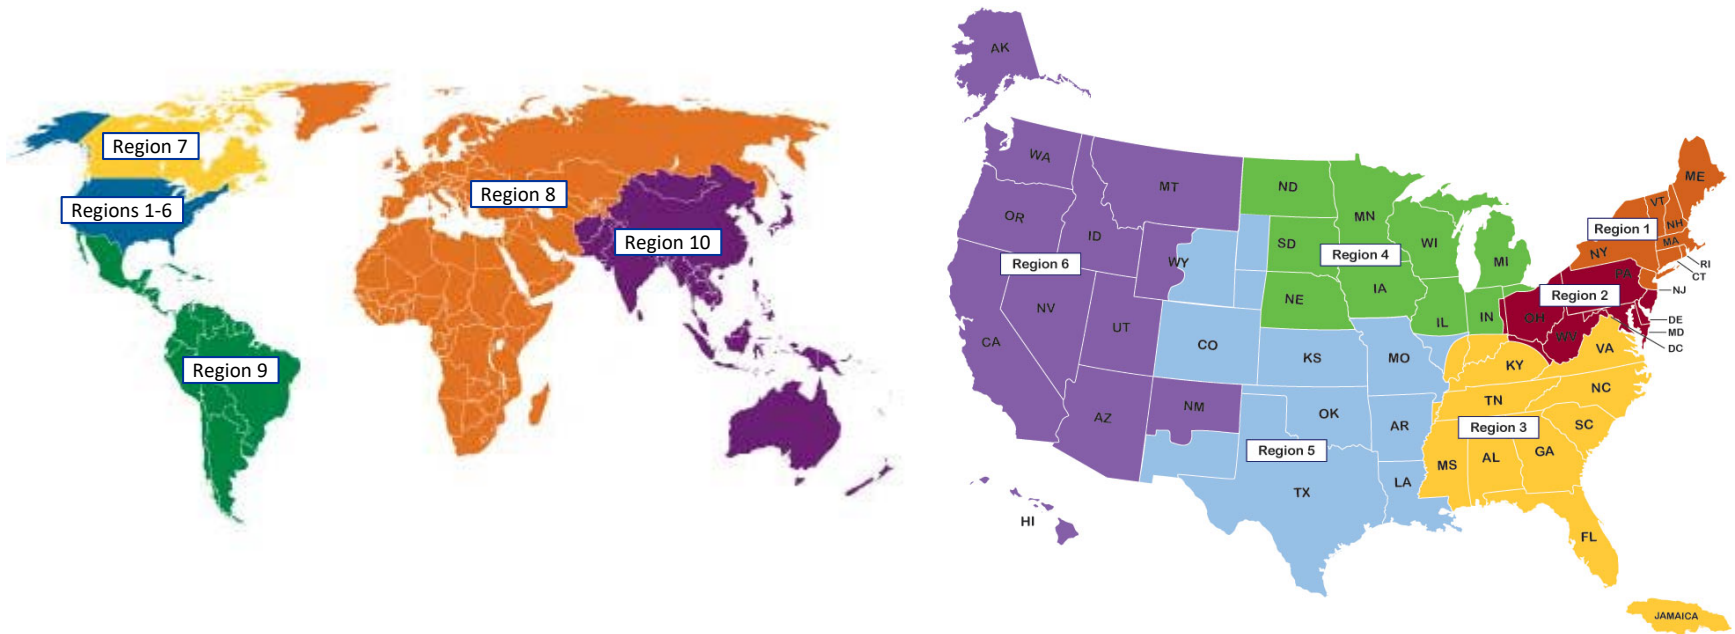 Region 7
Regions 1-6
Region 8
Region 10
Region 9
AK
WA
OR
ID
MT
WY
Region 6
NV
CA
UT
AZ
NM
HI
ND
MN
SD
WI
MI
Region 4
NE
IA
IL
IN
CO
KS
MO
OK
AR
Region 5
TX
LA
ME
VT
NH
Region 1
NY
MA
RI
CT
PA
NJ
Region 2
OH
WV
DE
MD
DC
VA
KY
NC
TN
Region 3
SC
MS
AL
GA
FL
JAMAICA